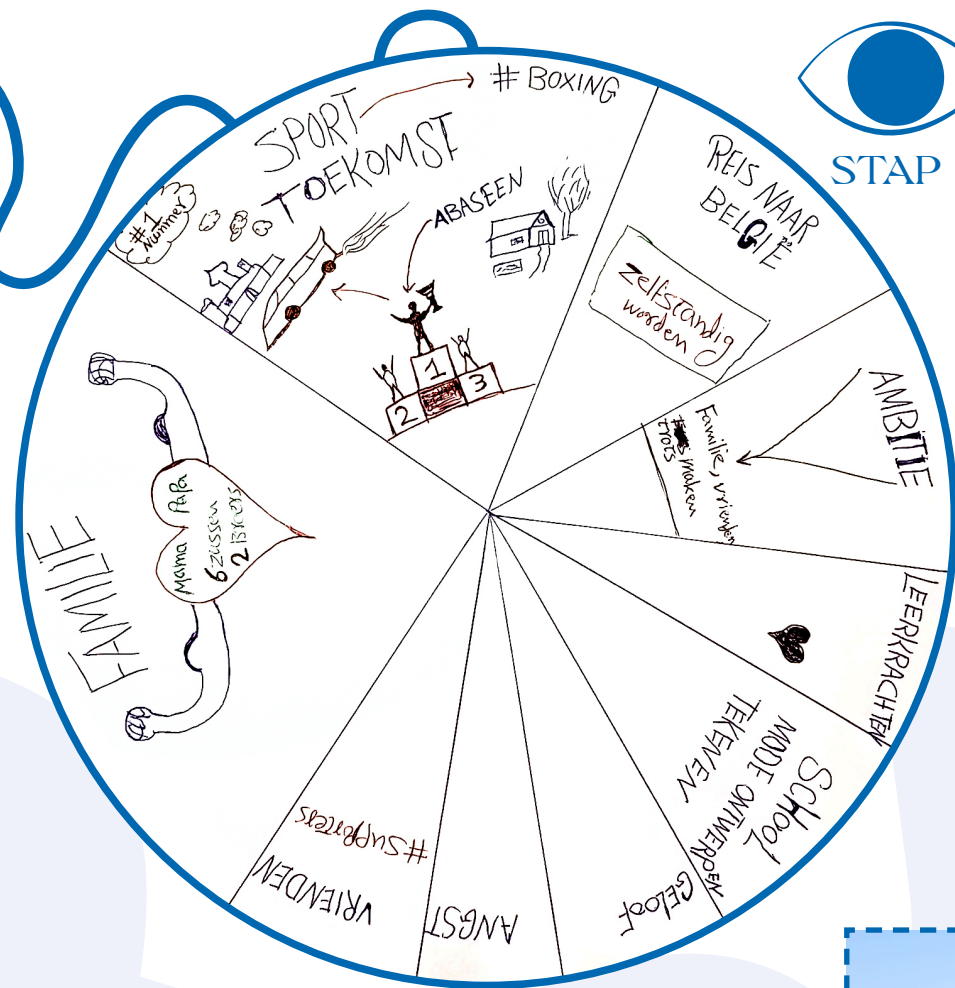 SPORT
TOEKOMST
# BOXING
#1
Nummer
ABASEEN
1
2
3
REIS NAAR
BELGIË
zelfstandig
worden
STAP
AMBITIE
Familie, vrienden
maken
trots
LEERKRACHTEN
SCHOOL
MODE ONTWERPEN
TEKENEN
GELOOF
ANGST
VRIENDEN
#Supporters
FAMILIE
Mama Papa
6 zussen
2 Broers